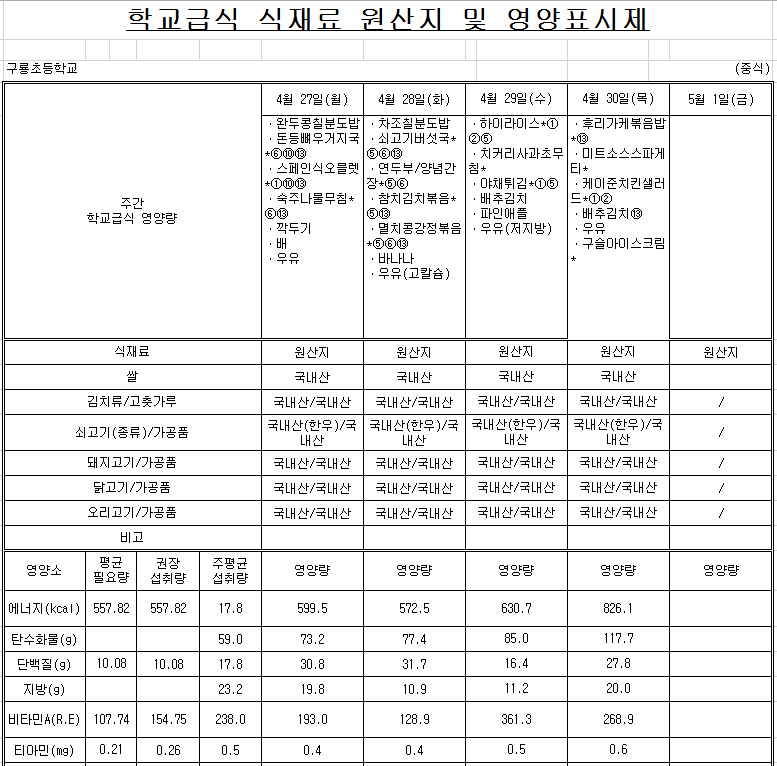 학교급식 식재료 원산지 및 영양표시제
구룡초등학교 (중식)
주간
학교급식 영양량
4월 27일(월) 4월 28일(화) 4월 29일(수) 4월 30일(목) 5월 1일(금)
·완두콩칠분도밥
·돈등뼈우거지국
*⑥⑩⑬
·스페인식오믈렛
*①⑩⑬
·숙주나물무침*
⑥⑬
·깍두기
·배
·우유
·차조칠분도밥
·쇠고기버섯국*
⑤⑥⑬
·연두부/양념간
장*⑤⑥
·참치김치볶음*
⑤⑬
·멸치콩강정볶음
*⑤⑥⑬
·바나나
·우유(고칼슘)
·하이라이스*①
②⑤
·치커리사과초무
침*
·야채튀김*①⑤
·배추김치
·파인애플
·우유(저지방)
·후리가케볶음밥
*⑬
·미트소스스파게
티*
·케이준치킨샐러
드*①②
·배추김치⑬
·우유
·구슬아이스크림
*
식재료 원산지 원산지 원산지 원산지 원산지
쌀 국내산 국내산 국내산 국내산
김치류/고춧가루 국내산/국내산 국내산/국내산 국내산/국내산 국내산/국내산 /
쇠고기(종류)/가공품 국내산(한우)/국내산 국내산(한우)/국내산 국내산(한우)/국내산 국내산(한우)/국내산 /
돼지고기/가공품 국내산/국내산 국내산/국내산 국내산/국내산 국내산/국내산 /
닭고기/가공품 국내산/국내산 국내산/국내산 국내산/국내산 국내산/국내산 /
오리고기/가공품 국내산/국내산 국내산/국내산 국내산/국내산 국내산/국내산 /
비고
영양소 평균필요량 권장섭취량 주평균섭취량 영양량 영양량 영양량 영양량 영양량
에너지(kcal) 557.82 557.82 17.8 599.5 572.5 630.7 826.1
탄수화물(g) 59.0 73.2 77.4 85.0 117.7
단백질(g) 10.08 10.08 17.8 30.8 31.7 16.4 27.8
지방(g) 23.2 19.8 10.9 11.2 20.0
비타민A(R.E) 107.74 154.75 238.0 193.0 128.9 361.3 268.9
티아민(mg) 0.21 0.26 0.5 0.4 0.4 0.5 0.6